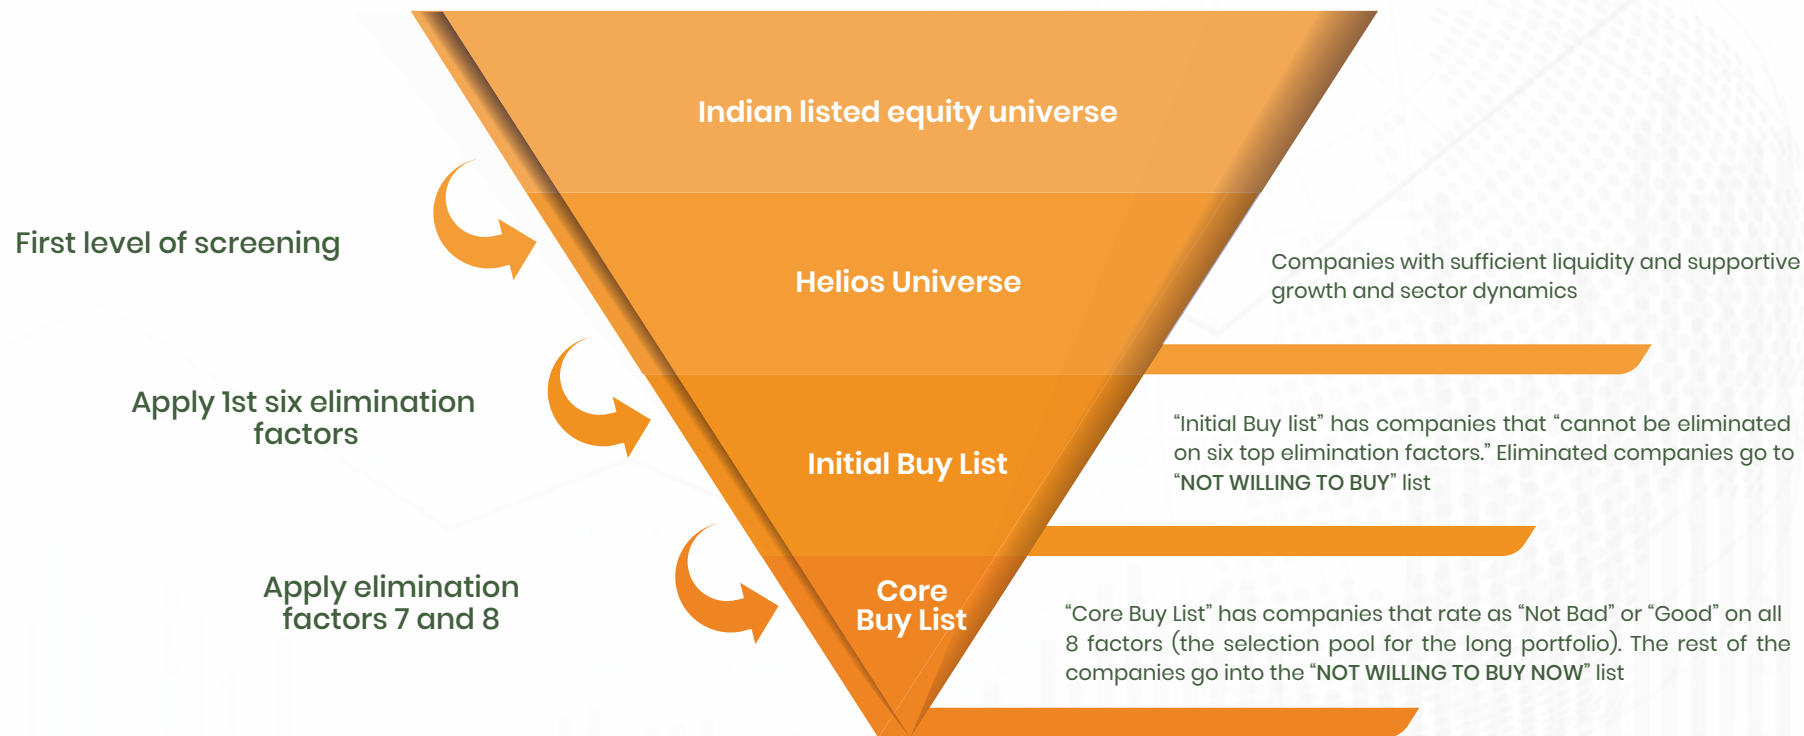 Indian listed equity universe
First level of screening
Helios Universe
Companies with sufficient liquidity and supportive
growth and sector dynamics
Apply 1st six elimination
factors
Initial Buy List
“Initial Buy list” has companies that “cannot be eliminated
on six top elimination factors.” Eliminated companies go to
“NOT WILLING TO BUY” list
Apply elimination
factors 7 and 8
Core
Buy List
“Core Buy List” has companies that rate as “Not Bad” or “Good” on all
8 factors (the selection pool for the long portfolio). The rest of the
companies go into the “NOT WILLING TO BUY NOW” list